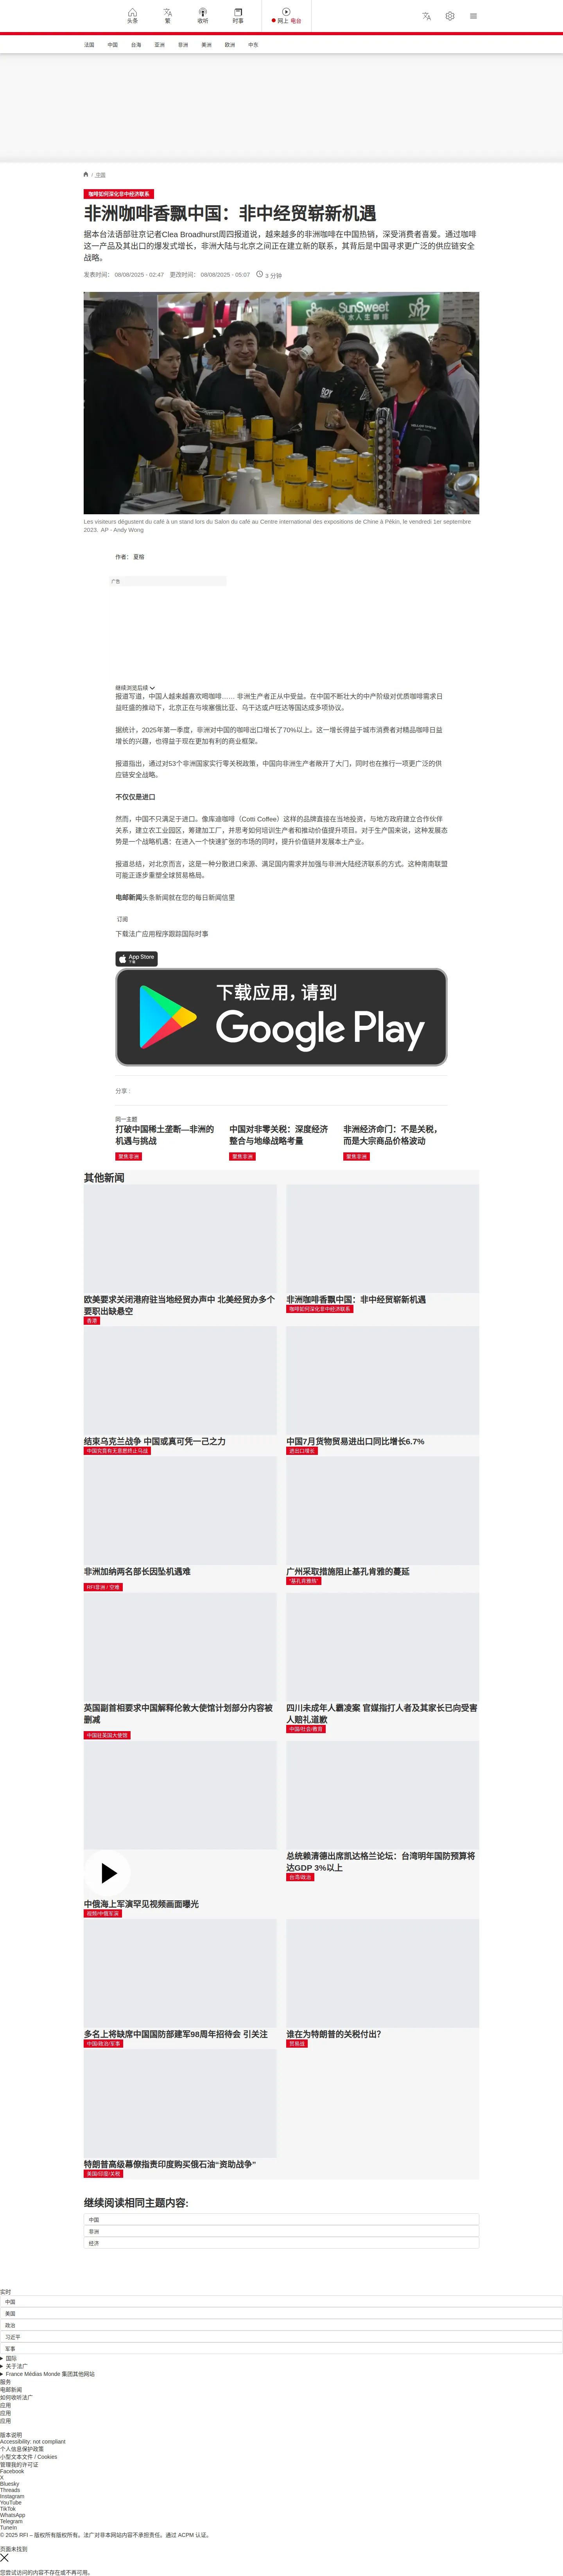 头条
繁
收听
时事
网上 电台
法国
中国
台海
亚洲
非洲
美洲
欧洲
中东
/ 中国
咖啡如何深化非中经济联系
非洲咖啡香飘中国：非中经贸崭新机遇
据本台法语部驻京记者Clea Broadhurst周四报道说，越来越多的非洲咖啡在中国热销，深受消费者喜爱。通过咖啡
这一产品及其出口的爆发式增长，非洲大陆与北京之间正在建立新的联系，其背后是中国寻求更广泛的供应链安全
战略。
发表时间： 08/08/2025 - 02:47 更改时间： 08/08/2025 - 05:07 3 分钟
SunSweet
Les visiteurs dégustent du café à un stand lors du Salon du café au Centre international des expositions de Chine à Pékin, le vendredi 1er septembre
2023. AP - Andy Wong
作者： 夏榕
广告
继续浏览后续
报道写道，中国人越来越喜欢喝咖啡…… 非洲生产者正从中受益。在中国不断壮大的中产阶级对优质咖啡需求日
益旺盛的推动下，北京正在与埃塞俄比亚、乌干达或卢旺达等国达成多项协议。
据统计，2025年第一季度，非洲对中国的咖啡出口增长了70%以上。这一增长得益于城市消费者对精品咖啡日益
增长的兴趣，也得益于现在更加有利的商业框架。
报道指出，通过对53个非洲国家实行零关税政策，中国向非洲生产者敞开了大门，同时也在推行一项更广泛的供
应链安全战略。
不仅仅是进口
然而，中国不只满足于进口。像库迪咖啡（Cotti Coffee）这样的品牌直接在当地投资，与地方政府建立合作伙伴
关系，建立农工业园区，筹建加工厂，并思考如何培训生产者和推动价值提升项目。对于生产国来说，这种发展态
势是一个战略机遇：在进入一个快速扩张的市场的同时，提升价值链并发展本土产业。
报道总结，对北京而言，这是一种分散进口来源、满足国内需求并加强与非洲大陆经济联系的方式。这种南南联盟
可能正逐步重塑全球贸易格局。
电邮新闻头条新闻就在您的每日新闻信里
订阅
下载法广应用程序跟踪国际时事
App Store
下载
下载应用，请到
Google Play
分享 :
同一主题
打破中国稀土垄断—非洲的
机遇与挑战
聚焦非洲
中国对非零关税：深度经济
整合与地缘战略考量
聚焦非洲
非洲经济命门：不是关税，
而是大宗商品价格波动
聚焦非洲
其他新闻
欧美要求关闭港府驻当地经贸办声中 北美经贸办多个
要职出缺悬空
香港
非洲咖啡香飘中国：非中经贸崭新机遇
咖啡如何深化非中经济联系
结束乌克兰战争 中国或真可凭一己之力
中国究竟有无意愿终止乌战
中国7月货物贸易进出口同比增长6.7%
进出口增长
非洲加纳两名部长因坠机遇难
RFI非洲 / 空难
广州采取措施阻止基孔肯雅的蔓延
“基孔肯雅热”
英国副首相要求中国解释伦敦大使馆计划部分内容被
删减
中国驻英国大使馆
四川未成年人霸凌案 官媒指打人者及其家长已向受害
人赔礼道歉
中国/社会/教育
中俄海上军演罕见视频画面曝光
视频/中俄军演
总统赖清德出席凯达格兰论坛：台湾明年国防预算将
达GDP 3%以上
台湾/政治
多名上将缺席中国国防部建军98周年招待会 引关注
中国/政治/军事
谁在为特朗普的关税付出?
贸易战
特朗普高级幕僚指责印度购买俄石油“资助战争”
美国/印度/关税
继续阅读相同主题内容:
中国
非洲
经济
实时
中国
美国
政治
习近平
军事
国际
关于法广
France Médias Monde 集团其他网站
服务
电邮新闻
如何收听法广
应用
应用
应用
版本说明
Accessibility: not compliant
个人信息保护政策
小型文本文件 / Cookies
管理我的许可证
Facebook
X
Bluesky
Threads
Instagram
YouTube
TikTok
WhatsApp
Telegram
TuneIn
© 2025 RFI – 版权所有版权所有。法广对非本网站内容不承担责任。通过 ACPM 认证。
页面未找到
您尝试访问的内容不存在或不再可用。